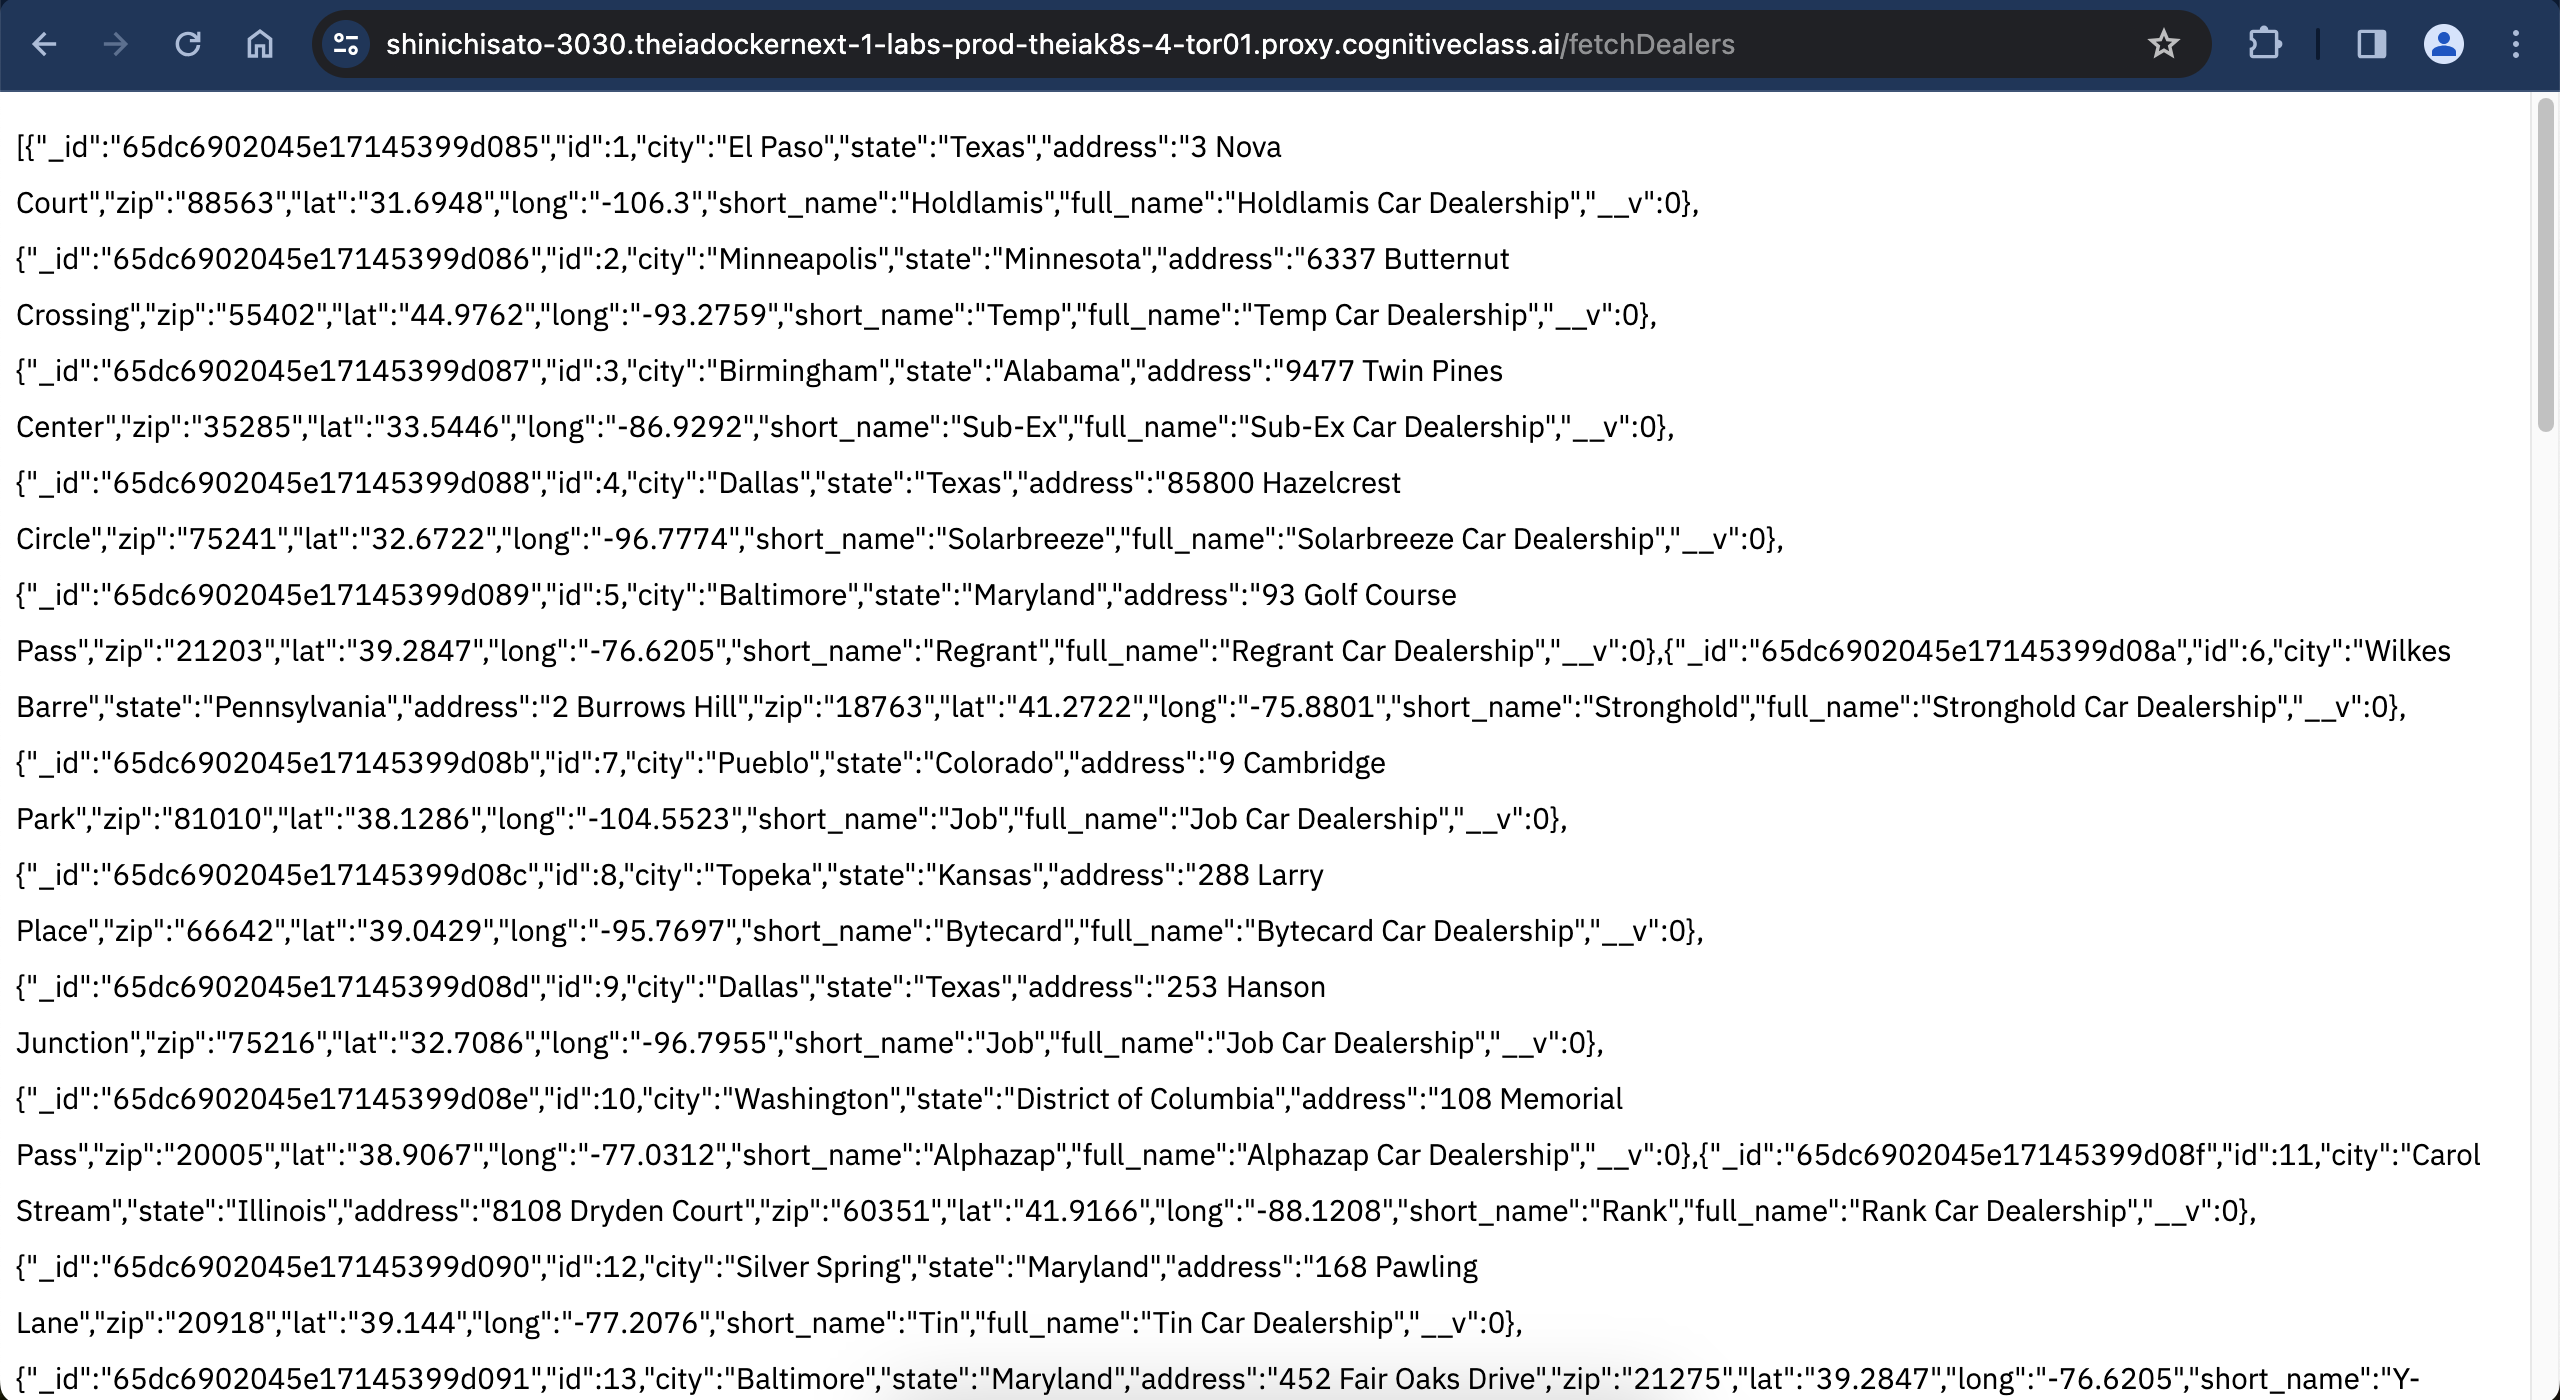 shinichisato-3030.theiadockernext-1-labs-prod-theiak8s-4-tor01.proxy.cognitiveclass.ai/fetchDealers
[{"_id":"65dc6902045e17145399d085","id":1,"city":"El Paso","state":"Texas","address":"3 Nova
Court","zip":"88563","lat":"31.6948","long":"-106.3","short_name":"Holdlamis","full_name":"Holdlamis Car Dealership","__v":0},
{"_id":"65dc6902045e17145399d086","id":2,"city":"Minneapolis","state":"Minnesota","address":"6337 Butternut
Crossing","zip":"55402","lat":"44.9762","long":"-93.2759","short_name":"Temp","full_name":"Temp Car Dealership","__v":0},
{"_id":"65dc6902045e17145399d087","id":3,"city":"Birmingham","state":"Alabama","address":"9477 Twin Pines
Center","zip":"35285","lat":"33.5446","long":"-86.9292","short_name":"Sub-Ex","full_name":"Sub-Ex Car Dealership","__v":0},
{"_id":"65dc6902045e17145399d088","id":4,"city":"Dallas","state":"Texas","address":"85800 Hazelcrest
Circle","zip":"75241","lat":"32.6722","long":"-96.7774","short_name":"Solarbreeze","full_name":"Solarbreeze Car Dealership","__v":0},
{"_id":"65dc6902045e17145399d089","id":5,"city":"Baltimore","state":"Maryland","address":"93 Golf Course
Pass","zip":"21203","lat":"39.2847","long":"-76.6205","short_name":"Regrant","full_name":"Regrant Car Dealership","__v":0},{"_id":"65dc6902045e17145399d08a","id":6,"city":"Wilkes
Barre","state":"Pennsylvania","address":"2 Burrows Hill","zip":"18763","lat":"41.2722","long":"-75.8801","short_name":"Stronghold","full_name":"Stronghold Car Dealership","__v":0},
{"_id":"65dc6902045e17145399d08b","id":7,"city":"Pueblo","state":"Colorado","address":"9 Cambridge
Park","zip":"81010","lat":"38.1286","long":"-104.5523","short_name":"Job","full_name":"Job Car Dealership","__v":0},
{"_id":"65dc6902045e17145399d08c","id":8,"city":"Topeka","state":"Kansas","address":"288 Larry
Place","zip":"66642","lat":"39.0429","long":"-95.7697","short_name":"Bytecard","full_name":"Bytecard Car Dealership","__v":0},
{"_id":"65dc6902045e17145399d08d","id":9,"city":"Dallas","state":"Texas","address":"253 Hanson
Junction","zip":"75216","lat":"32.7086","long":"-96.7955","short_name":"Job","full_name":"Job Car Dealership","__v":0},
{"_id":"65dc6902045e17145399d08e","id":10,"city":"Washington","state":"District of Columbia","address":"108 Memorial
Pass","zip":"20005","lat":"38.9067","long":"-77.0312","short_name":"Alphazap","full_name":"Alphazap Car Dealership","__v":0},{"_id":"65dc6902045e17145399d08f","id":11,"city":"Carol
Stream","state":"Illinois","address":"8108 Dryden Court","zip":"60351","lat":"41.9166","long":"-88.1208","short_name":"Rank","full_name":"Rank Car Dealership","__v":0},
{"_id":"65dc6902045e17145399d090","id":12,"city":"Silver Spring","state":"Maryland","address":"168 Pawling
Lane","zip":"20918","lat":"39.144","long":"-77.2076","short_name":"Tin","full_name":"Tin Car Dealership","__v":0},
{"_id":"65dc6902045e17145399d091","id":13,"city":"Baltimore","state":"Maryland","address":"452 Fair Oaks Drive","zip":"21275","lat":"39.2847","long":"-76.6205","short_name":"Y-